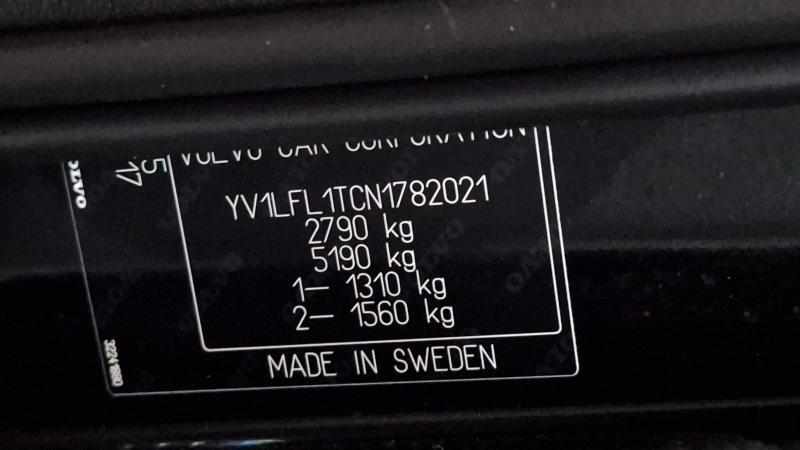 VOLVO CAR CORPORATION
YV1LFL1TCN1782021
2790 kg
5190 kg
1– 1310 kg
2– 1560 kg
MADE IN SWEDEN